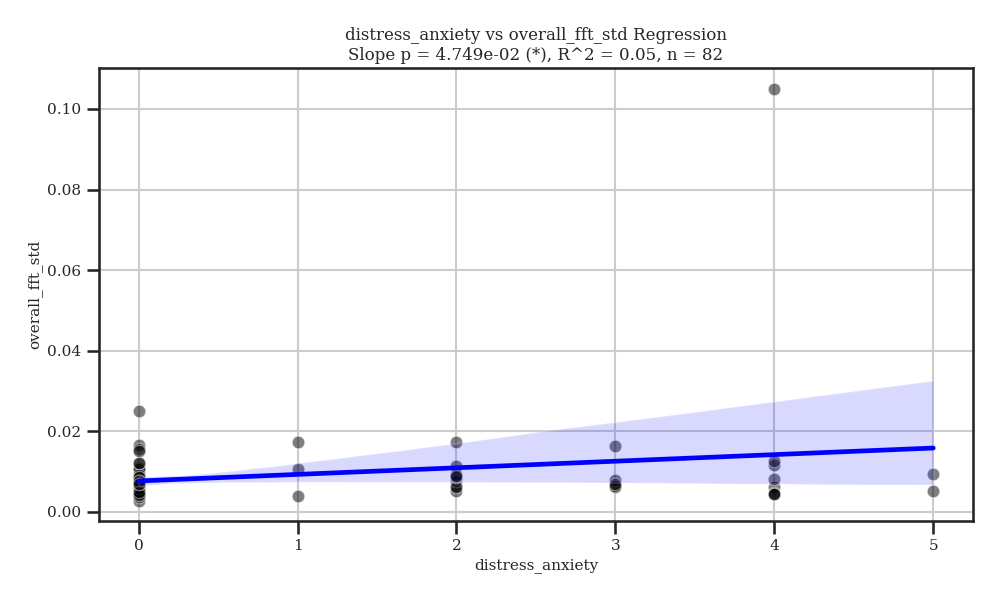 distress_anxiety vs overall_fft_std Regression
Slope p = 4.749e-02 (*), R^2 = 0.05, n = 82
overall_fft_std
0.10
0.08
0.06
0.04
0.02
0.00
0 1 2 3 4 5
distress_anxiety